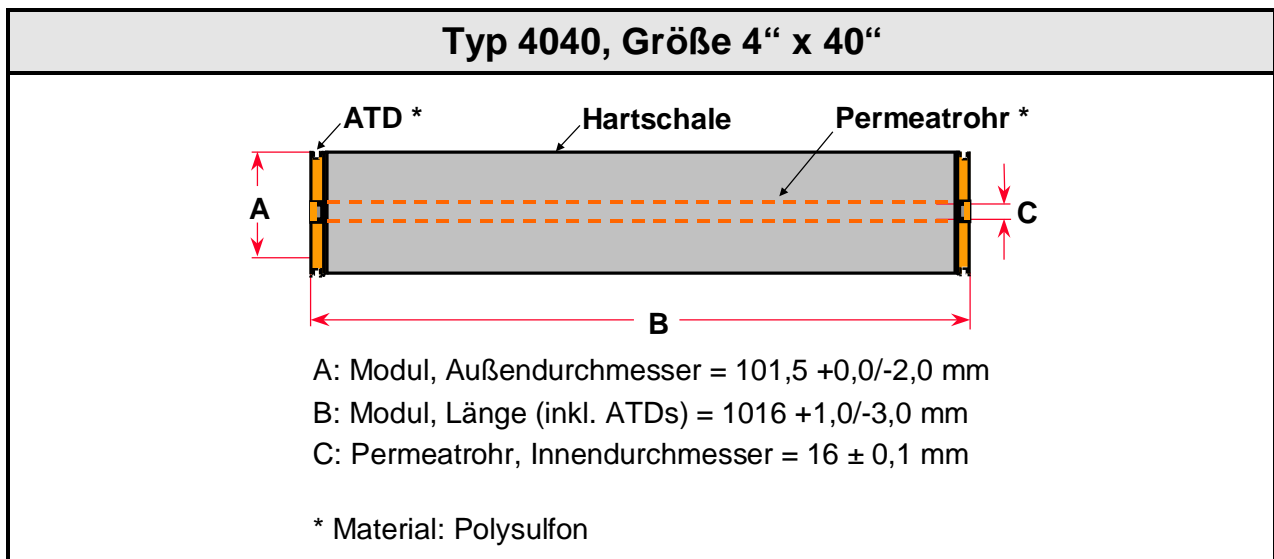 Typ 4040, Größe 4“ x 40“
ATD *
Hartschale
Permeatrohr *
A
C
B
A: Modul, Außendurchmesser = 101,5 +0,0/-2,0 mm
B: Modul, Länge (inkl. ATDs) = 1016 +1,0/-3,0 mm
C: Permeatrohr, Innendurchmesser = 16 ± 0,1 mm
* Material: Polysulfon